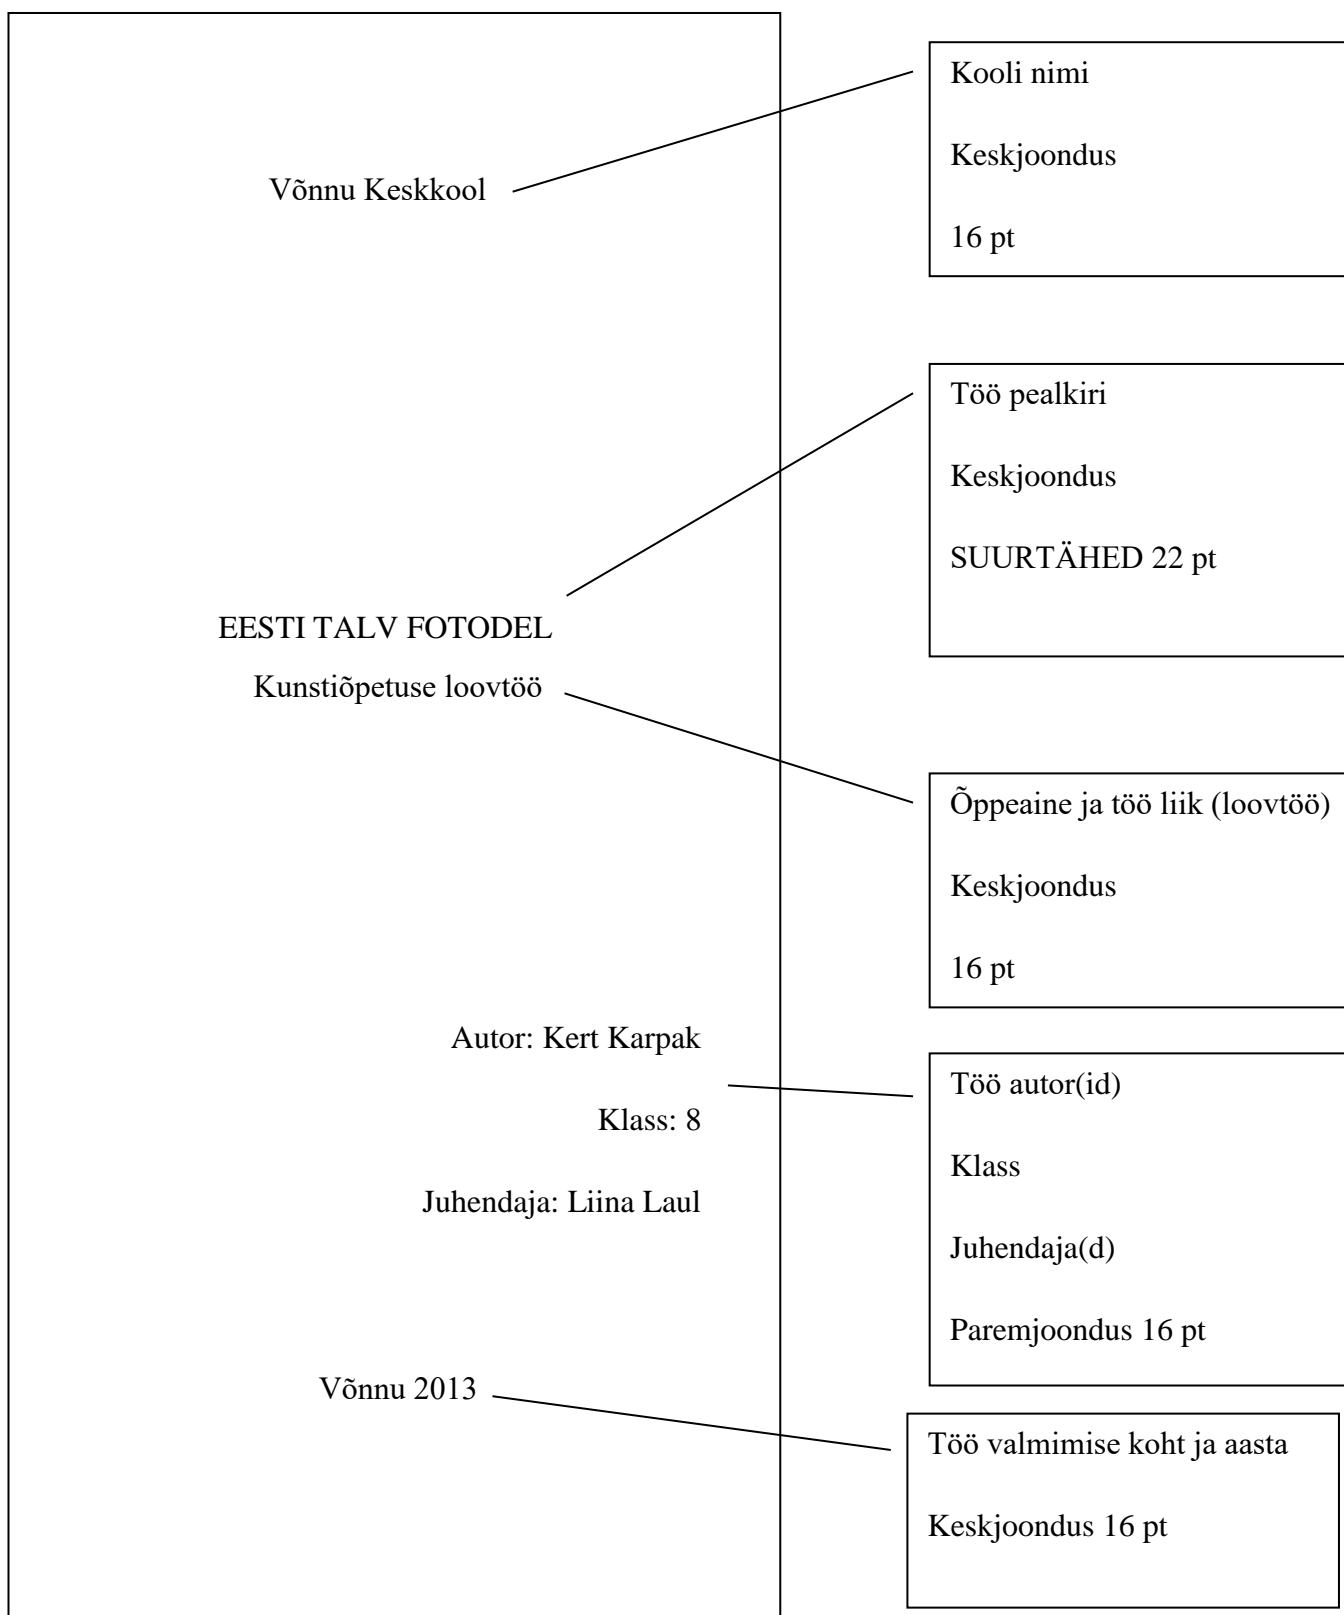 Võnnu Keskkool
EESTI TALV FOTODEL
Kunstiõpetuse loovtöö
Autor: Kert Karpak
Klass: 8
Juhendaja: Liina Laul
Võnnu 2013
Kooli nimi
Keskjoondus
16 pt
Töö pealkiri
Keskjoondus
SUURTÄHED 22 pt
Õppeaine ja töö liik (loovtöö)
Keskjoondus
16 pt
Töö autor(id)
Klass
Juhendaja(d)
Paremjoondus 16 pt
Töö valmimise koht ja aasta
Keskjoondus 16 pt